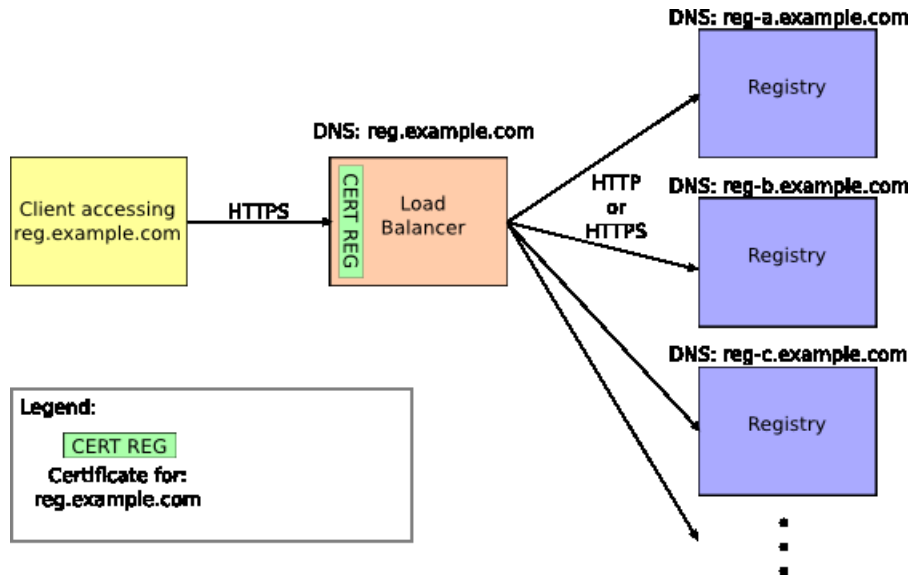 DNS: reg-a.example.com
Registry
DNS: reg.example.com
Client accessing
reg.example.com
HTTPS
CERT REG
Load
Balancer
HTTP
or
HTTPS
DNS: reg-b.example.com
Registry
DNS: reg-c.example.com
Registry
Legend:
CERT REG
Certificate for:
reg.example.com